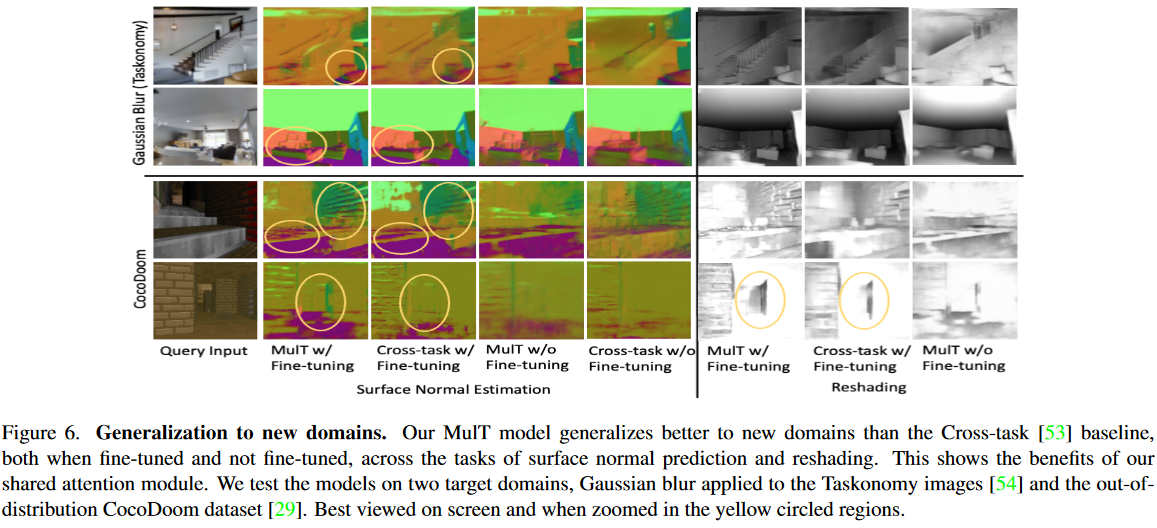 Gaussian Blur (Taskonomy)
CocoDoom
Query Input
MulT w/
Fine-tuning
Cross-task w/
Fine-tuning
MulT w/o
Fine-tuning
Cross-task w/o
Fine-tuning
MulT w/
Fine-tuning
Cross-task w/
Fine-tuning
MulT w/o
Fine-tuning
Surface Normal Estimation
Reshading
Figure 6. Generalization to new domains. Our MulT model generalizes better to new domains than the Cross-task [53] baseline,
both when fine-tuned and not fine-tuned, across the tasks of surface normal prediction and reshading. This shows the benefits of our
shared attention module. We test the models on two target domains, Gaussian blur applied to the Taskonomy images [54] and the out-of-
distribution CocoDoom dataset [29]. Best viewed on screen and when zoomed in the yellow circled regions.